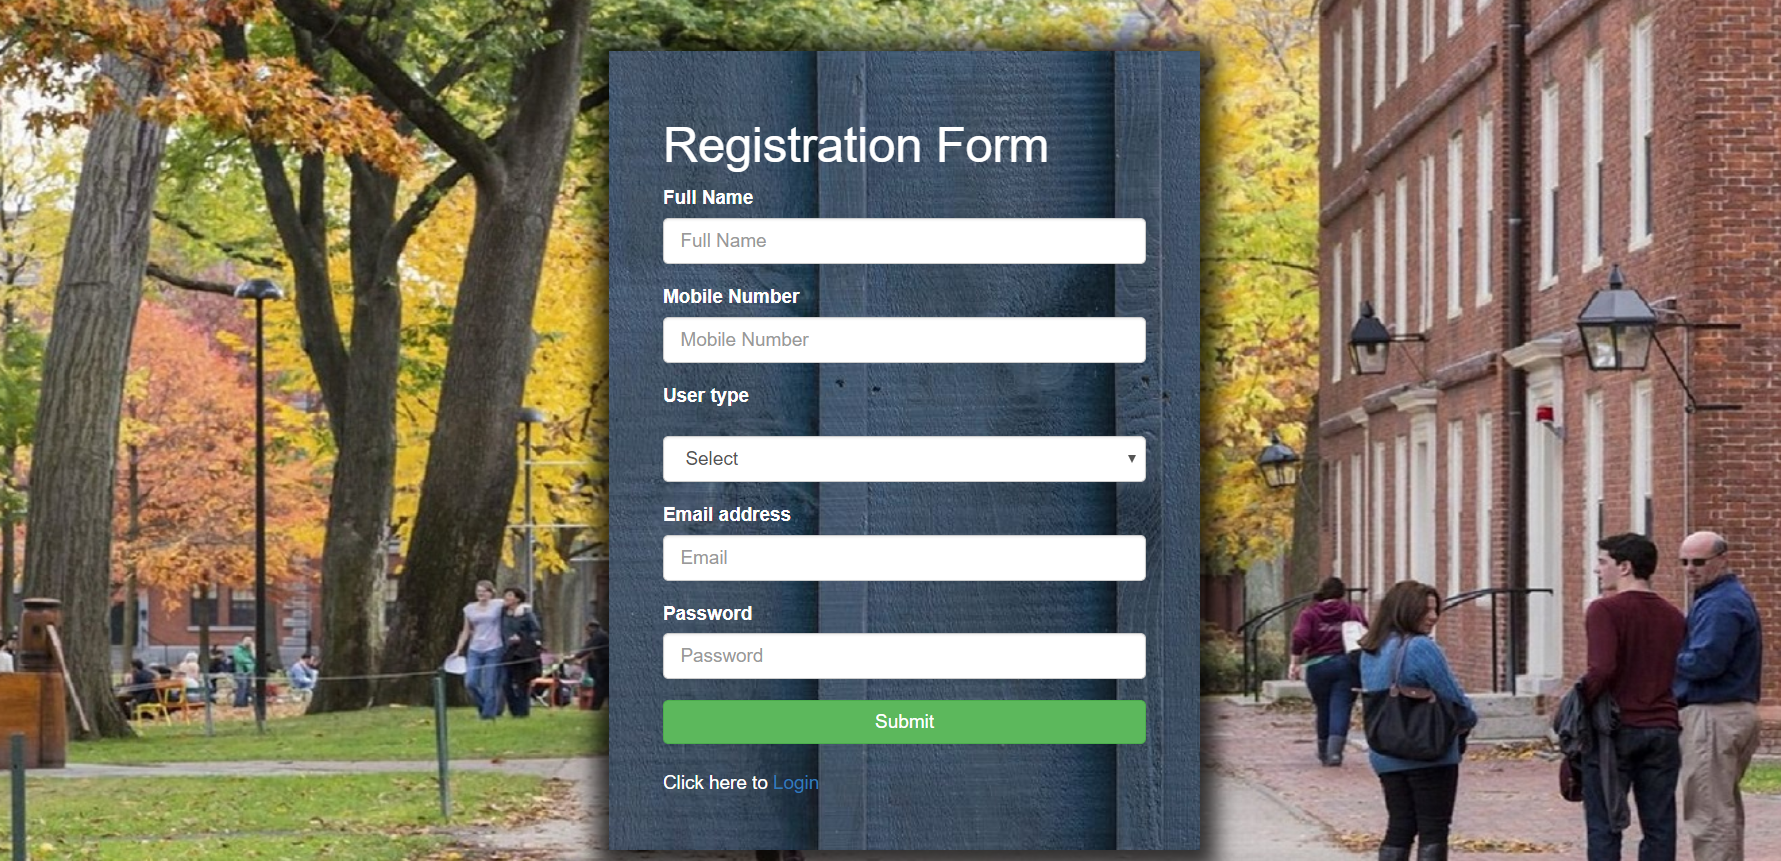 Registration Form
Full Name
Full Name
Mobile Number
Mobile Number
User type
Select
Email address
Email
Password
Password
Submit
Click here to Login